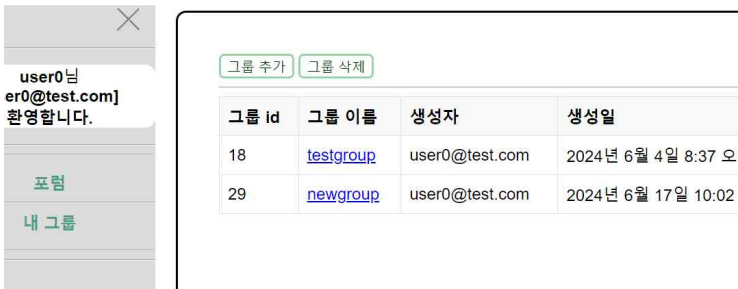 user0님
er0@test.com]
환영합니다.
포럼
내 그룹
그룹 추가 그룹 삭제
그룹 id 그룹 이름 생성자 생성일
18 testgroup user0@test.com 2024년 6월 4일 8:37 오
29 newgroup user0@test.com 2024년 6월 17일 10:02